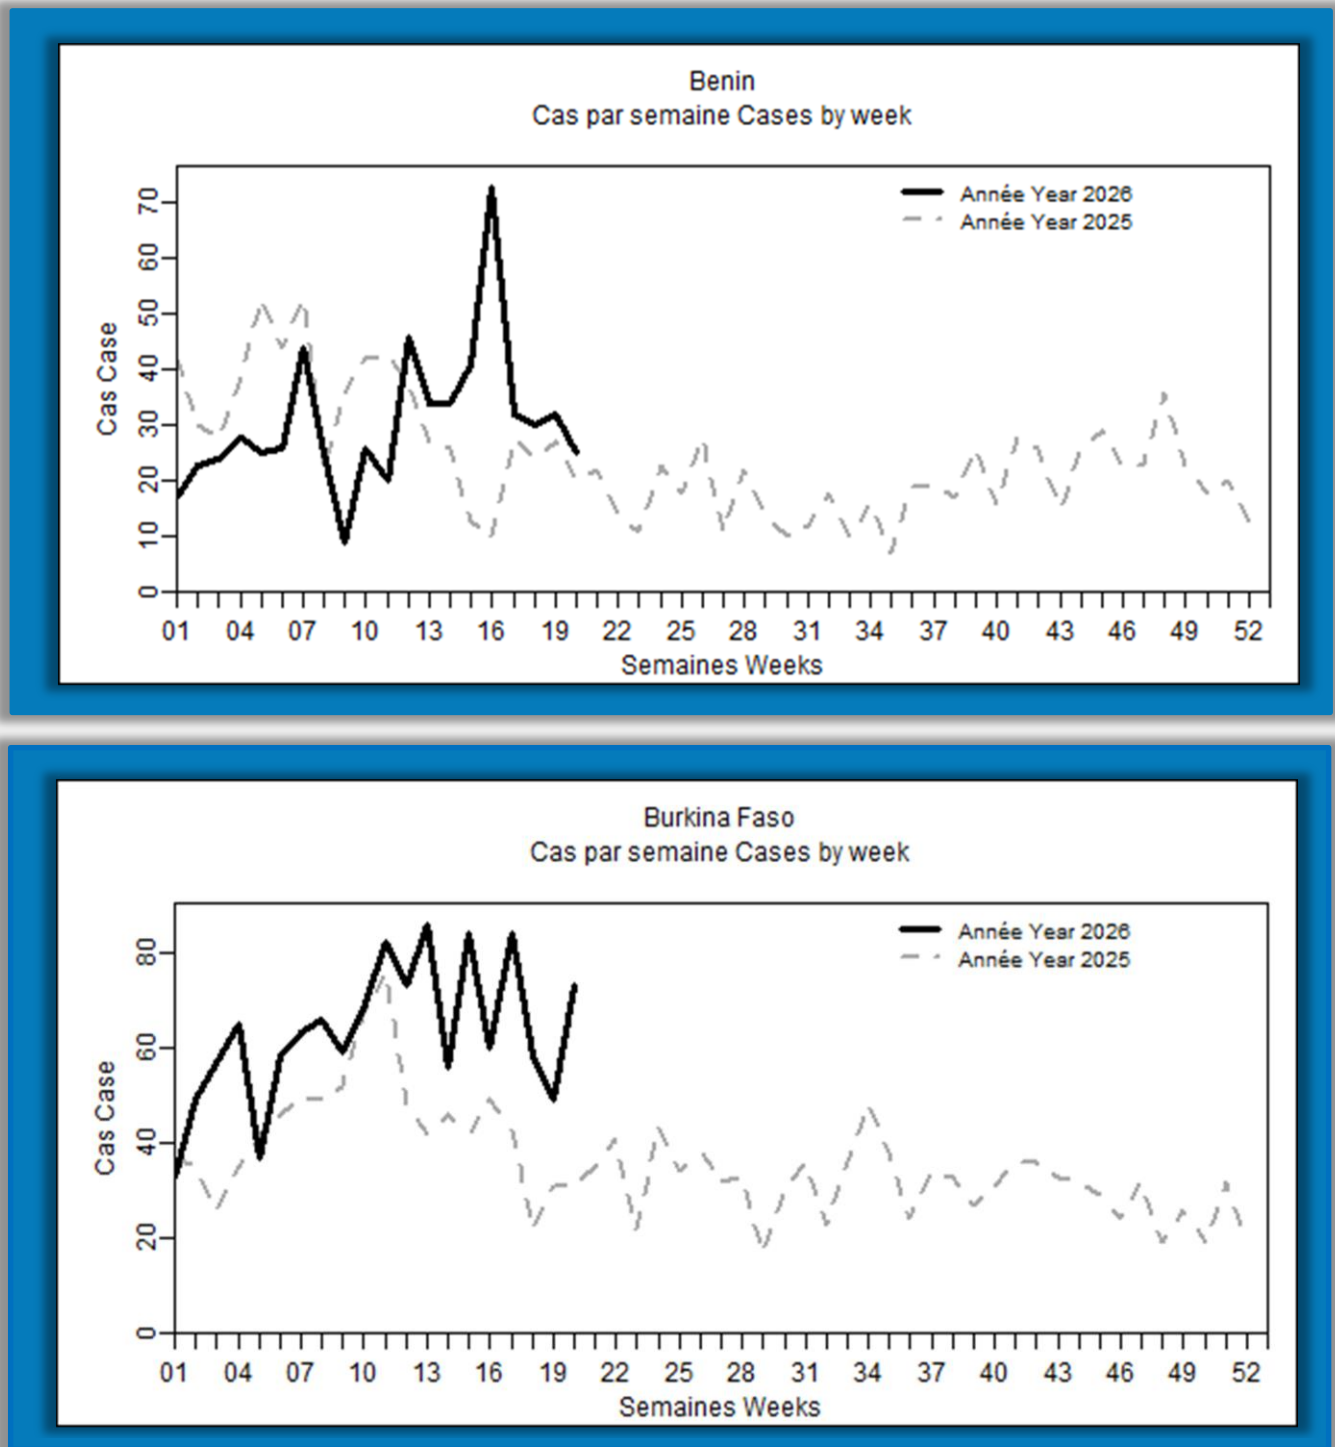 Benin
Cas par semaine Cases by week
Année Year 2026
Année Year 2025
Cas Case
70
60
50
40
30
20
10
0
01 04 07 10 13 16 19 22 25 28 31 34 37 40 43 46 49 52
Semaines Weeks
Burkina Faso
Cas par semaine Cases by week
Année Year 2026
Année Year 2025
Cas Case
80
60
40
20
0
01 04 07 10 13 16 19 22 25 28 31 34 37 40 43 46 49 52
Semaines Weeks